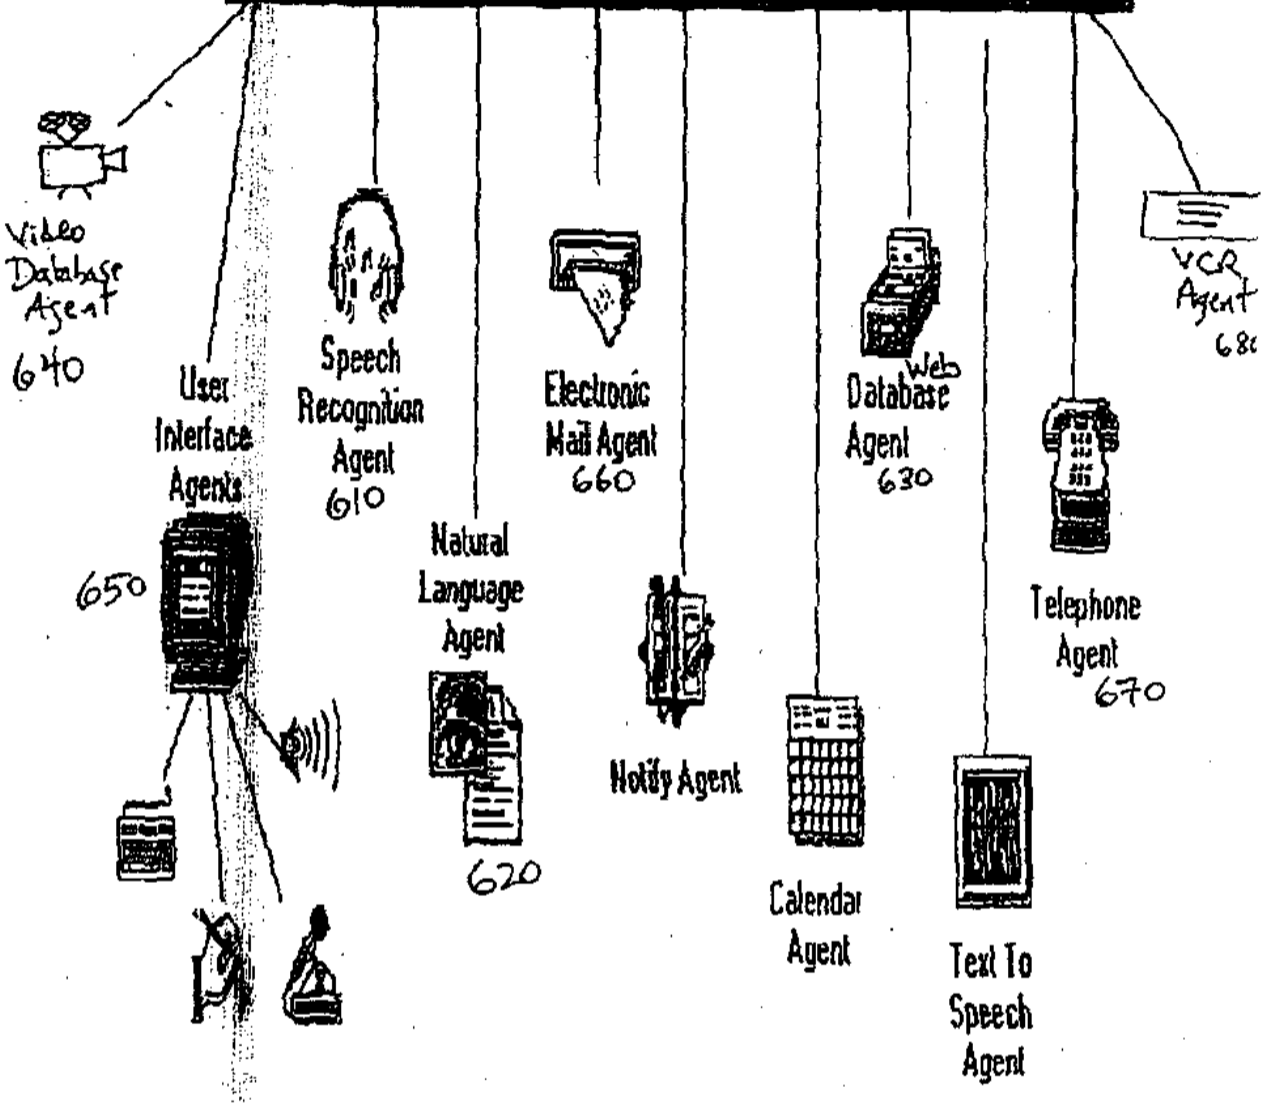 Video
Database
Agent
640
User
Interface
Agents
650
Speech
Recognition
Agent
610
Natural
Language
Agent
620
Electronic
Mail Agent
660
Notify Agent
Web
Database
Agent
630
Calendar
Agent
Text To
Speech
Agent
Telephone
Agent
670
VCR
Agent